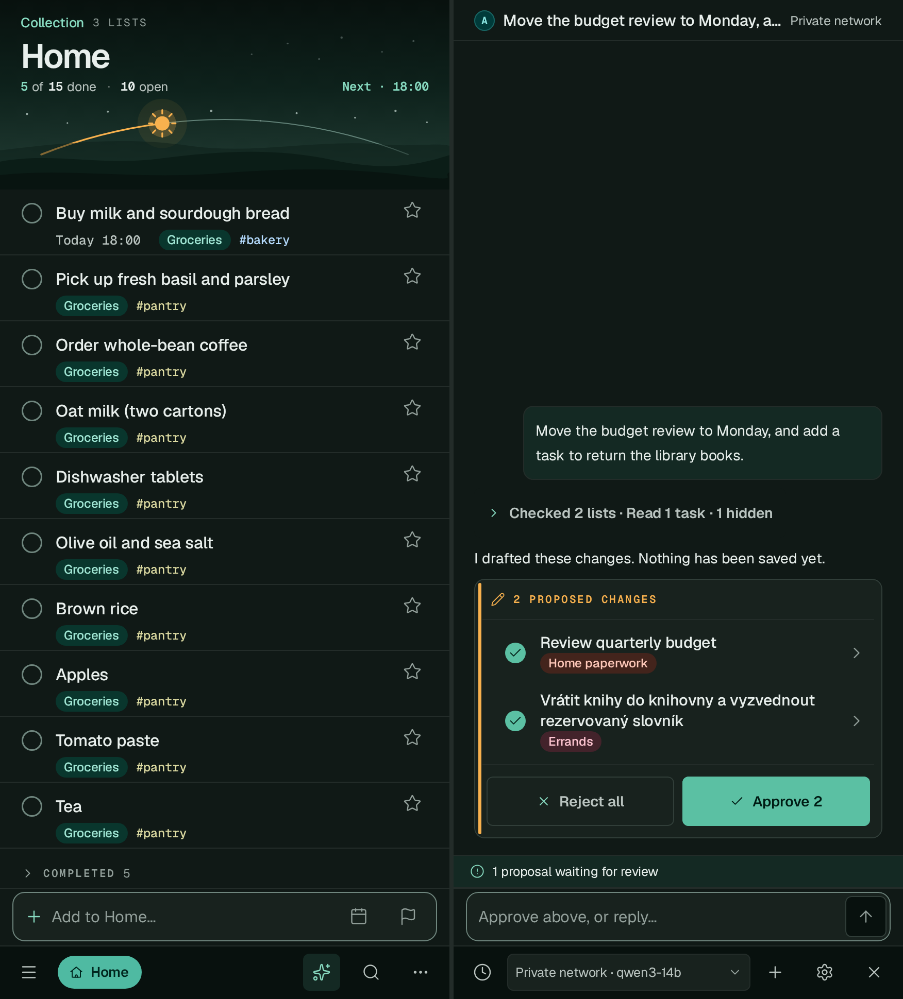 Collection 3 LISTS
Home
5 of 15 done · 10 open
Next · 18:00
Buy milk and sourdough bread
Today 18:00 Groceries #bakery
Pick up fresh basil and parsley
Groceries #pantry
Order whole-bean coffee
Groceries #pantry
Oat milk (two cartons)
Groceries #pantry
Dishwasher tablets
Groceries #pantry
Olive oil and sea salt
Groceries #pantry
Brown rice
Groceries #pantry
Apples
Groceries #pantry
Tomato paste
Groceries #pantry
Tea
Groceries #pantry
COMPLETED 5
Add to Home...
Home
A Move the budget review to Monday, a... Private network
Move the budget review to Monday, and add a
task to return the library books.
Checked 2 lists · Read 1 task · 1 hidden
I drafted these changes. Nothing has been saved yet.
2 PROPOSED CHANGES
Review quarterly budget
Home paperwork
Vrátit knihy do knihovny a vyzvednout
rezervovaný slovník
Errands
Reject all
Approve 2
1 proposal waiting for review
Approve above, or reply...
Private network · qwen3-14b